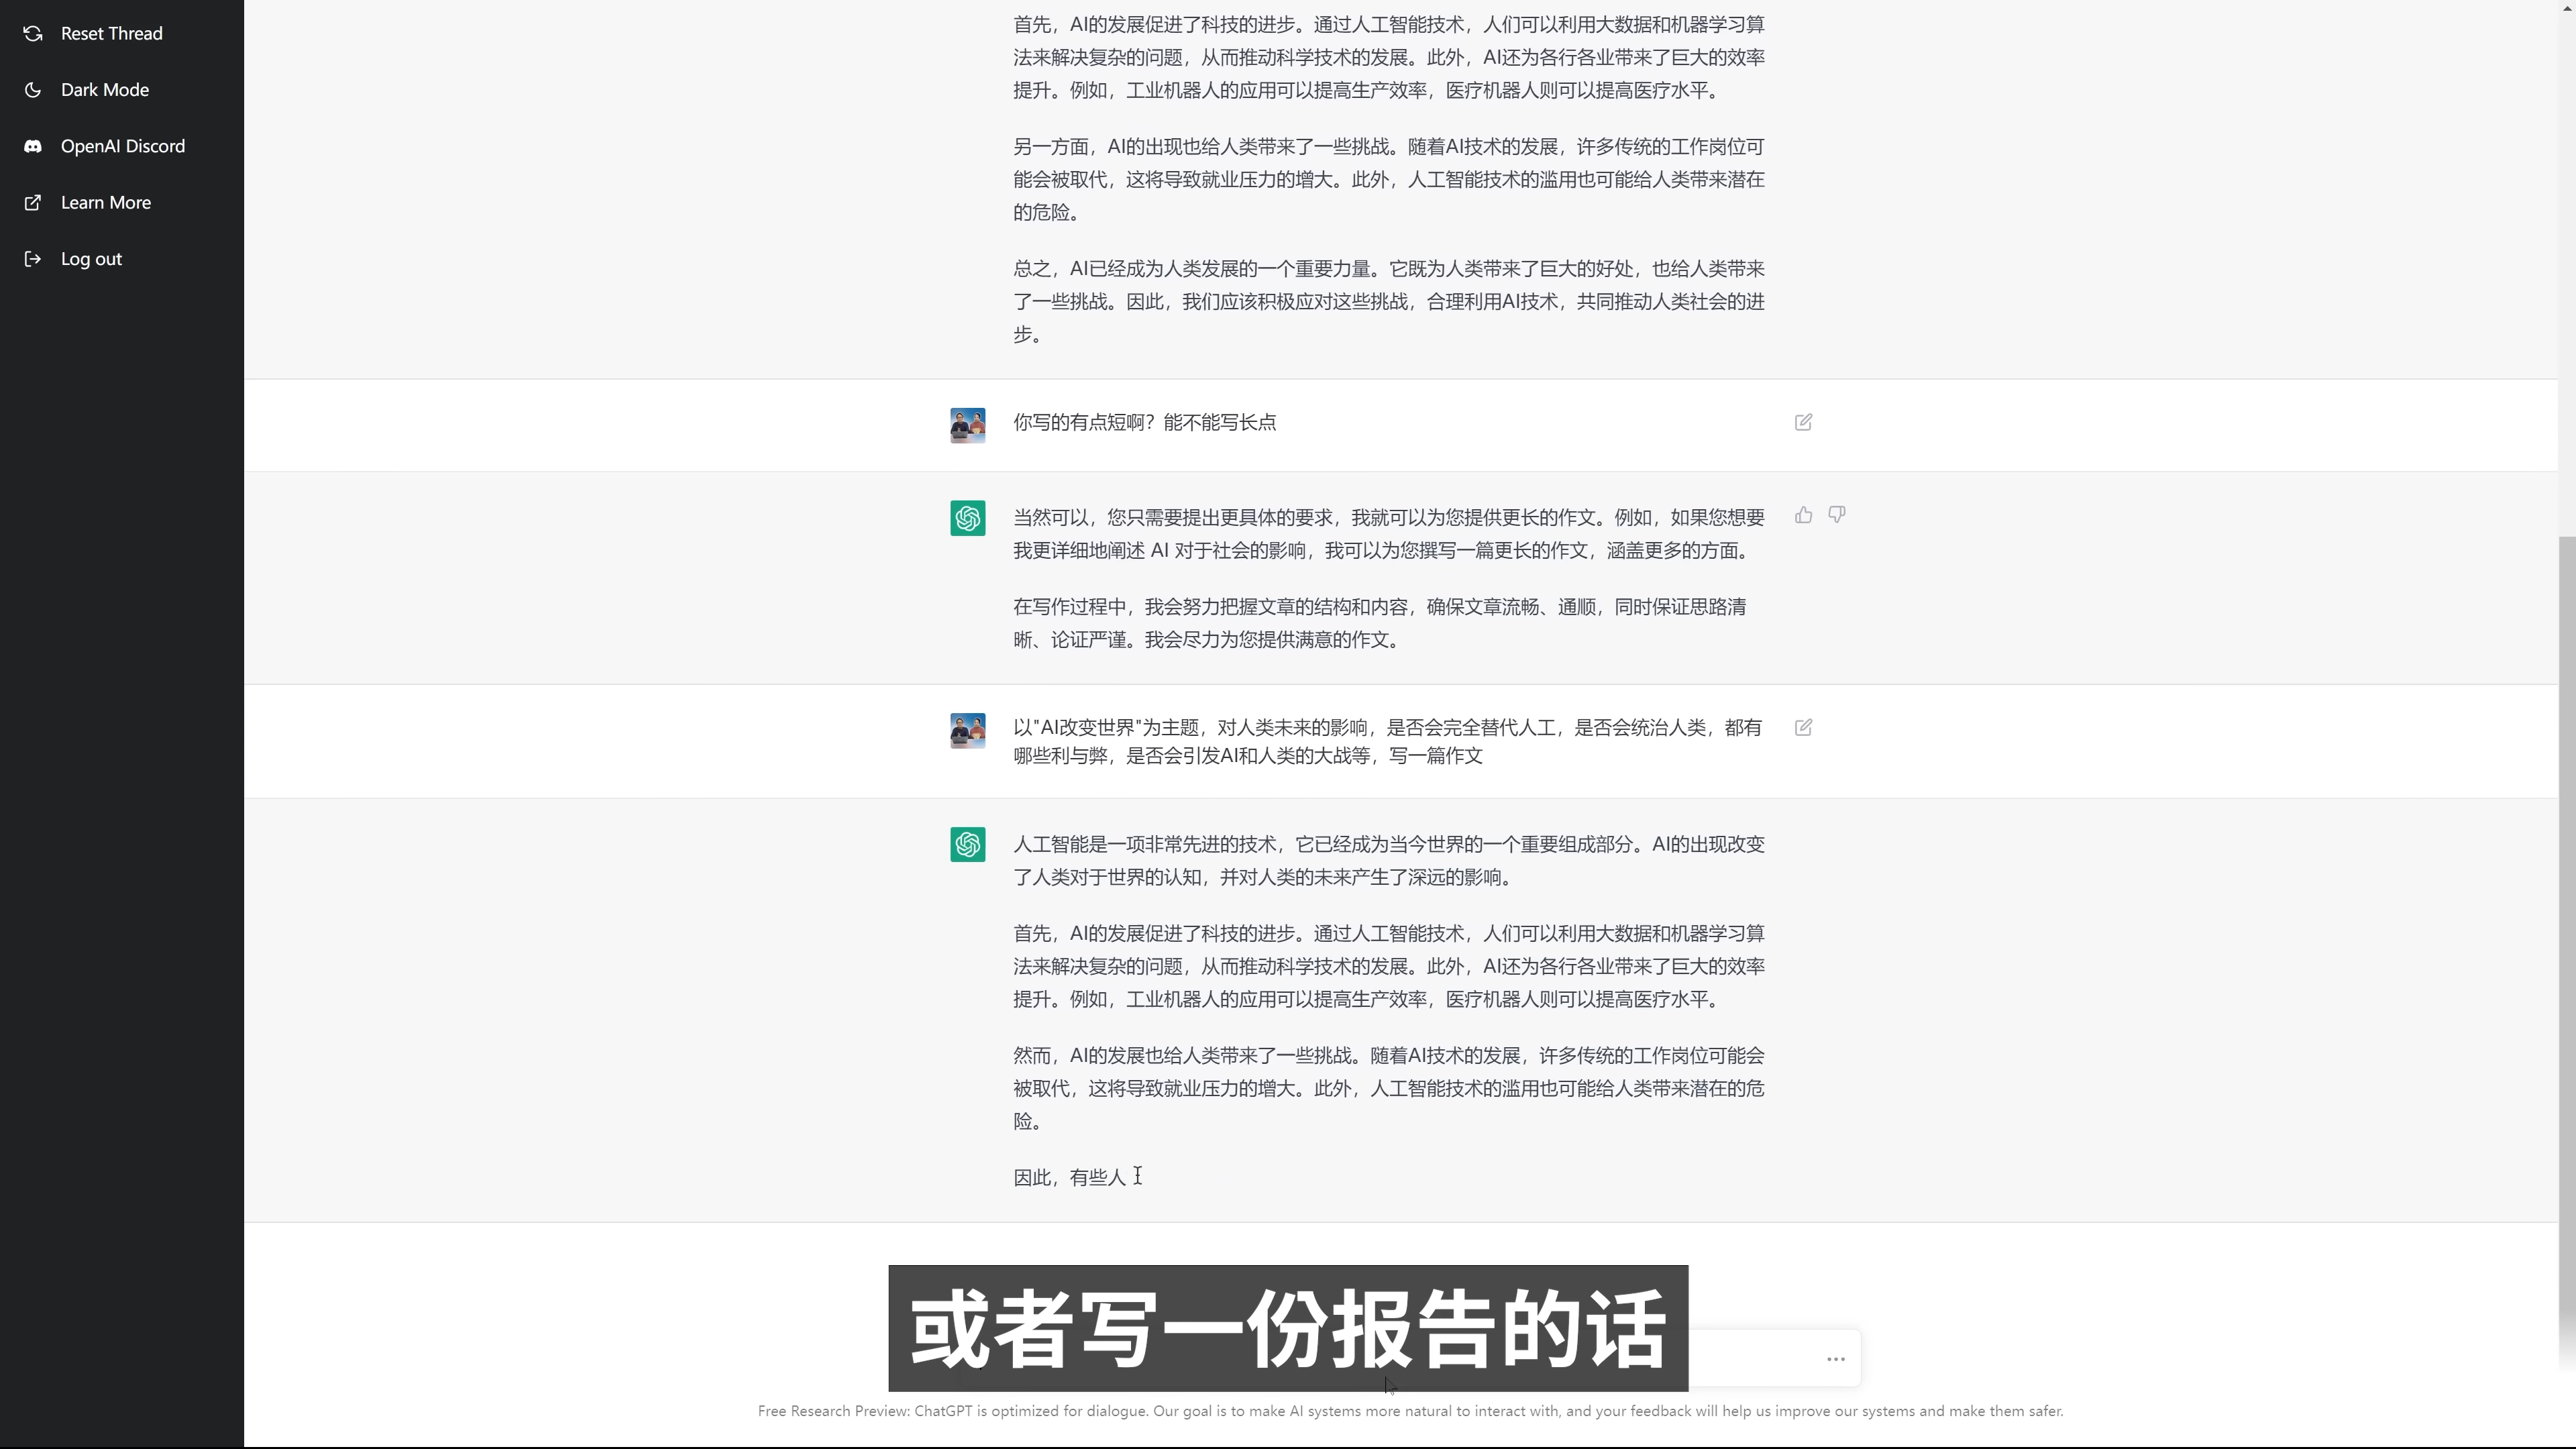 Reset Thread
Dark Mode
OpenAI Discord
Learn More
Log out
首先，AI的发展促进了科技的进步。通过人工智能技术，人们可以利用大数据和机器学习算
法来解决复杂的问题，从而推动科学技术的发展。此外，AI还为各行各业带来了巨大的效率
提升。例如，工业机器人的应用可以提高生产效率，医疗机器人则可以提高医疗水平。
另一方面，AI的出现也给人类带来了一些挑战。随着AI技术的发展，许多传统的工作岗位可
能会被取代，这将导致就业压力的增大。此外，人工智能技术的滥用也可能给人类带来潜在
的危险。
总之，AI已经成为人类发展的一个重要力量。它既为人类带来了巨大的好处，也给人类带来
了一些挑战。因此，我们应该积极应对这些挑战，合理利用AI技术，共同推动人类社会的进
步。
你写的有点短啊？能不能写长点
当然可以，您只需要提出更具体的要求，我就可以为您提供更长的作文。例如，如果您想要
我更详细地阐述 AI 对于社会的影响，我可以为您撰写一篇更长的作文，涵盖更多的方面。
在写作过程中，我会努力把握文章的结构和内容，确保文章流畅、通顺，同时保证思路清
晰、论证严谨。我会尽力为您提供满意的作文。
以"AI改变世界"为主题，对人类未来的影响，是否会完全替代人工，是否会统治人类，都有
哪些利与弊，是否会引发AI和人类的大战等，写一篇作文
人工智能是一项非常先进的技术，它已经成为当今世界的一个重要组成部分。AI的出现改变
了人类对于世界的认知，并对人类的未来产生了深远的影响。
首先，AI的发展促进了科技的进步。通过人工智能技术，人们可以利用大数据和机器学习算
法来解决复杂的问题，从而推动科学技术的发展。此外，AI还为各行各业带来了巨大的效率
提升。例如，工业机器人的应用可以提高生产效率，医疗机器人则可以提高医疗水平。
然而，AI的发展也给人类带来了一些挑战。随着AI技术的发展，许多传统的工作岗位可能会
被取代，这将导致就业压力的增大。此外，人工智能技术的滥用也可能给人类带来潜在的危
险。
因此，有些人
或者写一份报告的话
Free Research Preview: ChatGPT is optimized for dialogue. Our goal is to make AI systems more natural to interact with, and your feedback will help us improve our systems and make them safer.